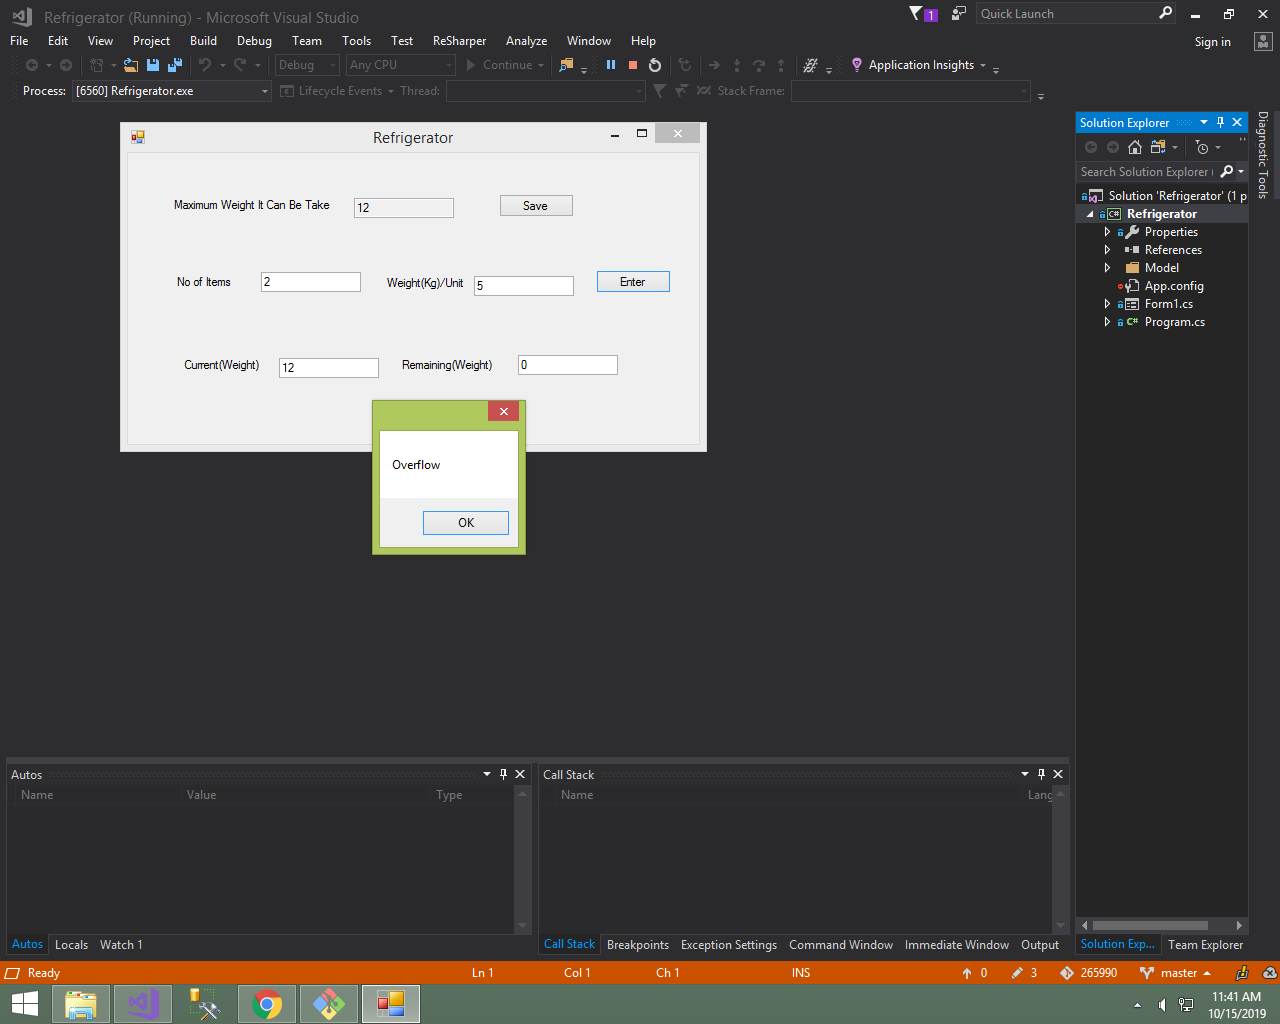 Refrigerator (Running) - Microsoft Visual Studio
1
Quick Launch
File Edit View Project Build Debug Team Tools Test ReSharper Analyze Window Help
Sign in
Debug Any CPU Continue Application Insights
Process: [6560] Refrigerator.exe Lifecycle Events Thread: Stack Frame:
Refrigerator
Maximum Weight It Can Be Take 12 Save
No of Items 2 Weight(Kg)/Unit 5 Enter
Current(Weight) 12 Remaining(Weight) 0
Overflow
OK
Solution Explorer
Search Solution Explorer (
Solution 'Refrigerator' (1 p
Refrigerator
Properties
References
Model
App.config
Form1.cs
Program.cs
Diagnostic Tools
Autos
Name Value Type
Autos Locals Watch 1
Call Stack
Name Lang
Call Stack Breakpoints Exception Settings Command Window Immediate Window Output
Solution Exp... Team Explorer
Ready Ln 1 Col 1 Ch 1 INS 0 3 265990 master
11:41 AM
10/15/2019